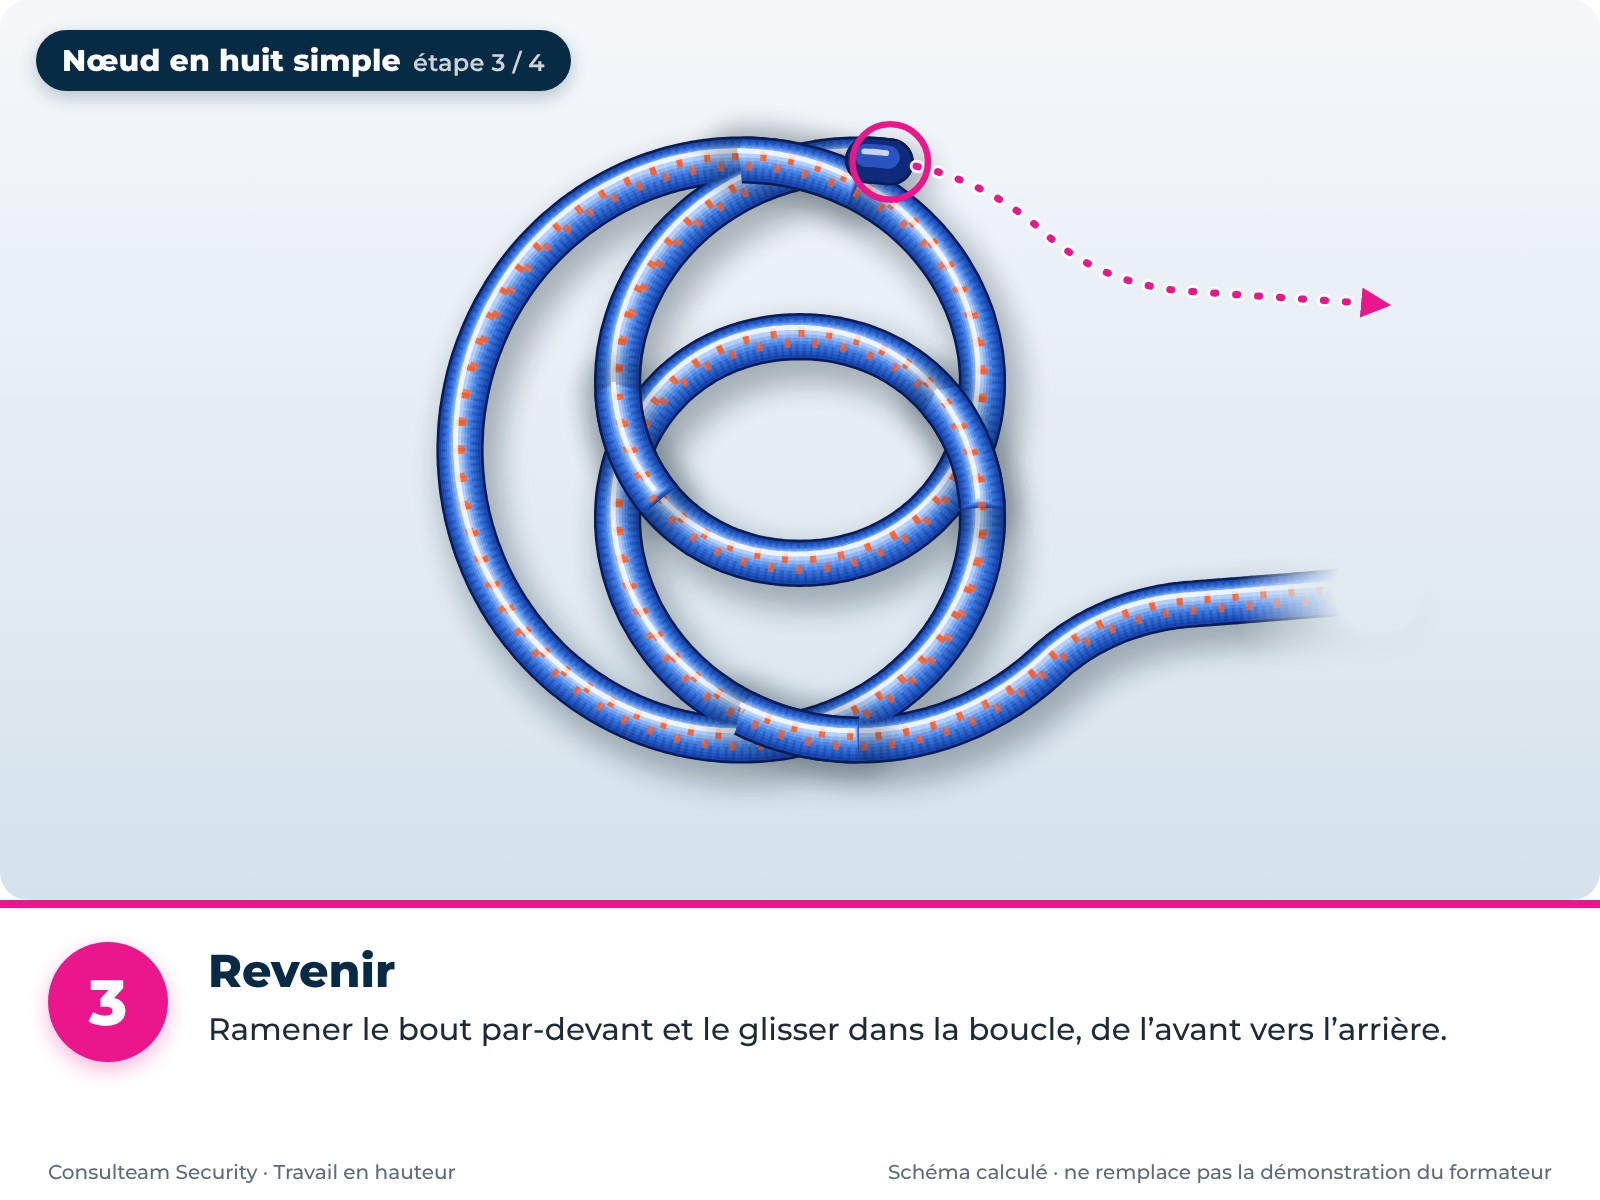 Nœud en huit simple étape 3 / 4
3
Revenir
Ramener le bout par-devant et le glisser dans la boucle, de l’avant vers l’arrière.
Consulteam Security · Travail en hauteur
Schéma calculé · ne remplace pas la démonstration du formateur